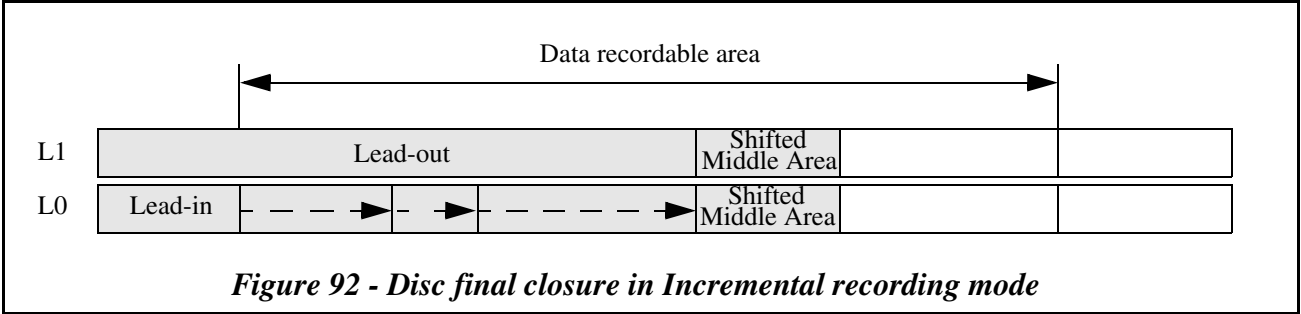 Data recordable area
L1
Lead-out
Shifted
Middle Area
L0
Lead-in
Shifted
Middle Area
Figure 92 - Disc final closure in Incremental recording mode